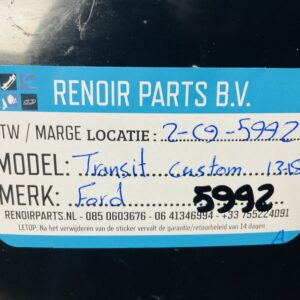 RENOIR PARTS B.V.
TW / MARGE LOCATIE : 2-C9-5992
MODEL: Transit custom 13-18
MERK: Ford 5992
RENOIRPARTS.NL - 085 0603676 - 06 41346994 - +33 755224091
LETOP: Na het verwijderen van de sticker vervalt de garantie/retourbeleid van 14 dagen
A